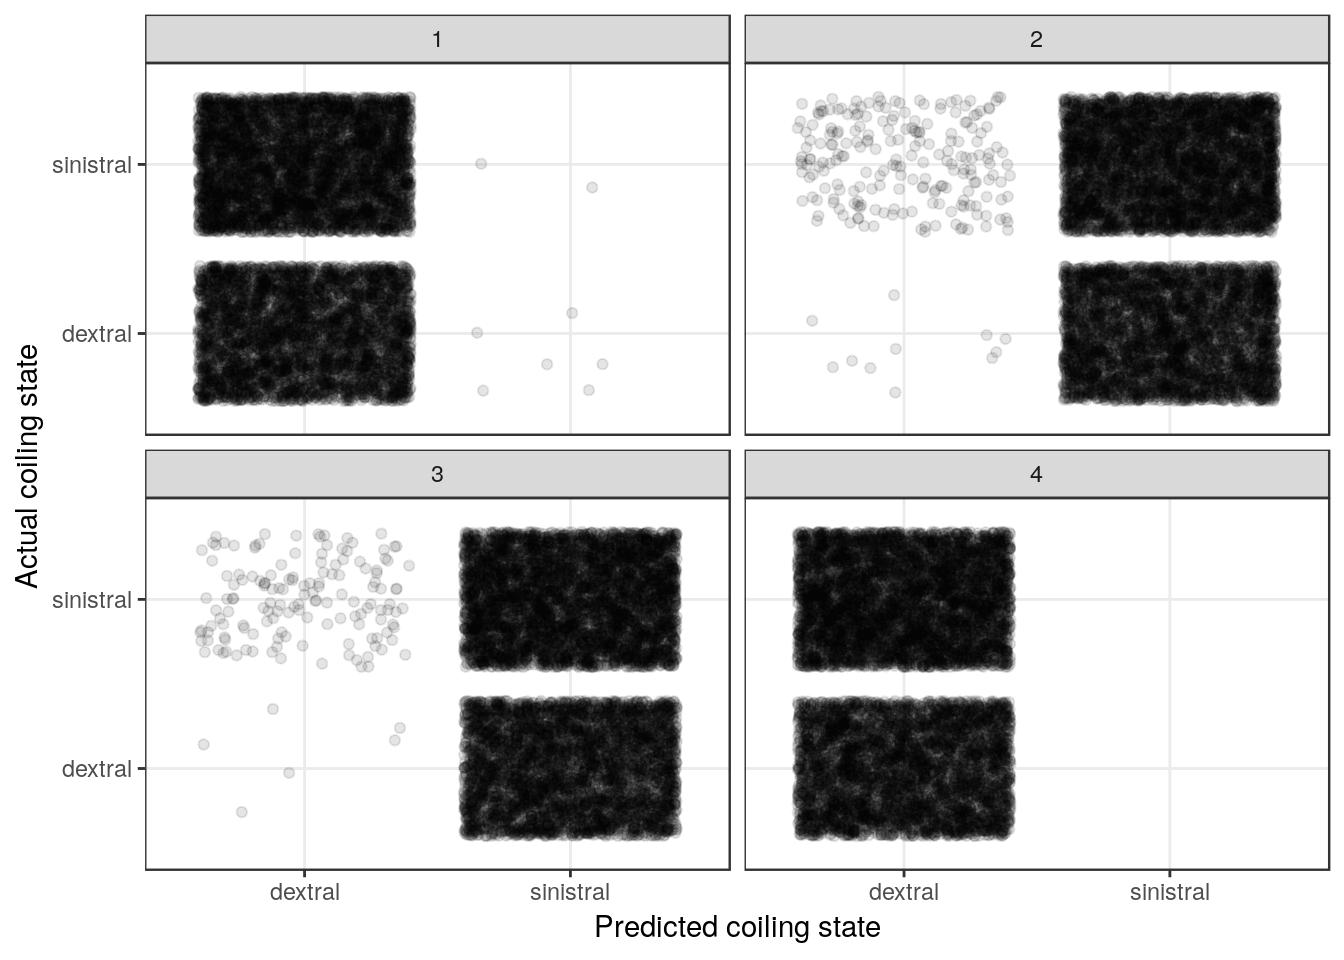 1
2
sinistral
dextral
3
4
sinistral
dextral
Actual coiling state
dextral
sinistral
dextral
sinistral
Predicted coiling state